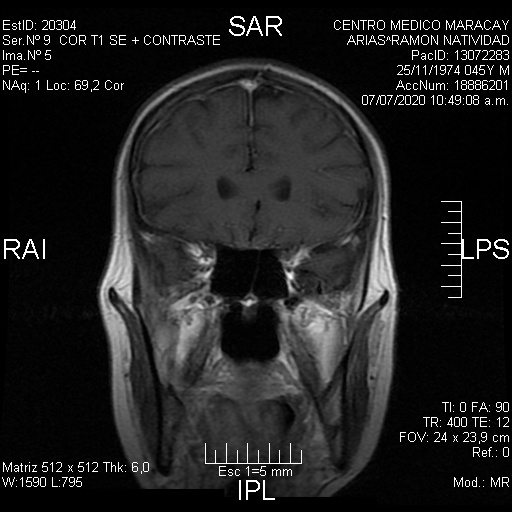 EstID: 20304
Ser.Nº 9 COR T1 SE + CONTRASTE
Ima.Nº 5
PE= --
NAq: 1 Loc: 69,2 Cor
SAR
CENTRO MEDICO MARACAY
ARIAS^RAMON NATIVIDAD
PacID: 13072283
25/11/1974 045Y M
AccNum: 18886201
07/07/2020 10:49:08 a.m.
RAI
LPS
TI: 0 FA: 90
TR: 400 TE: 12
FOV: 24 x 23,9 cm
Ref.: 0
Matriz 512 x 512 Thk: 6,0
W:1590 L:795
Esc 1=5 mm
IPL
Mod.: MR